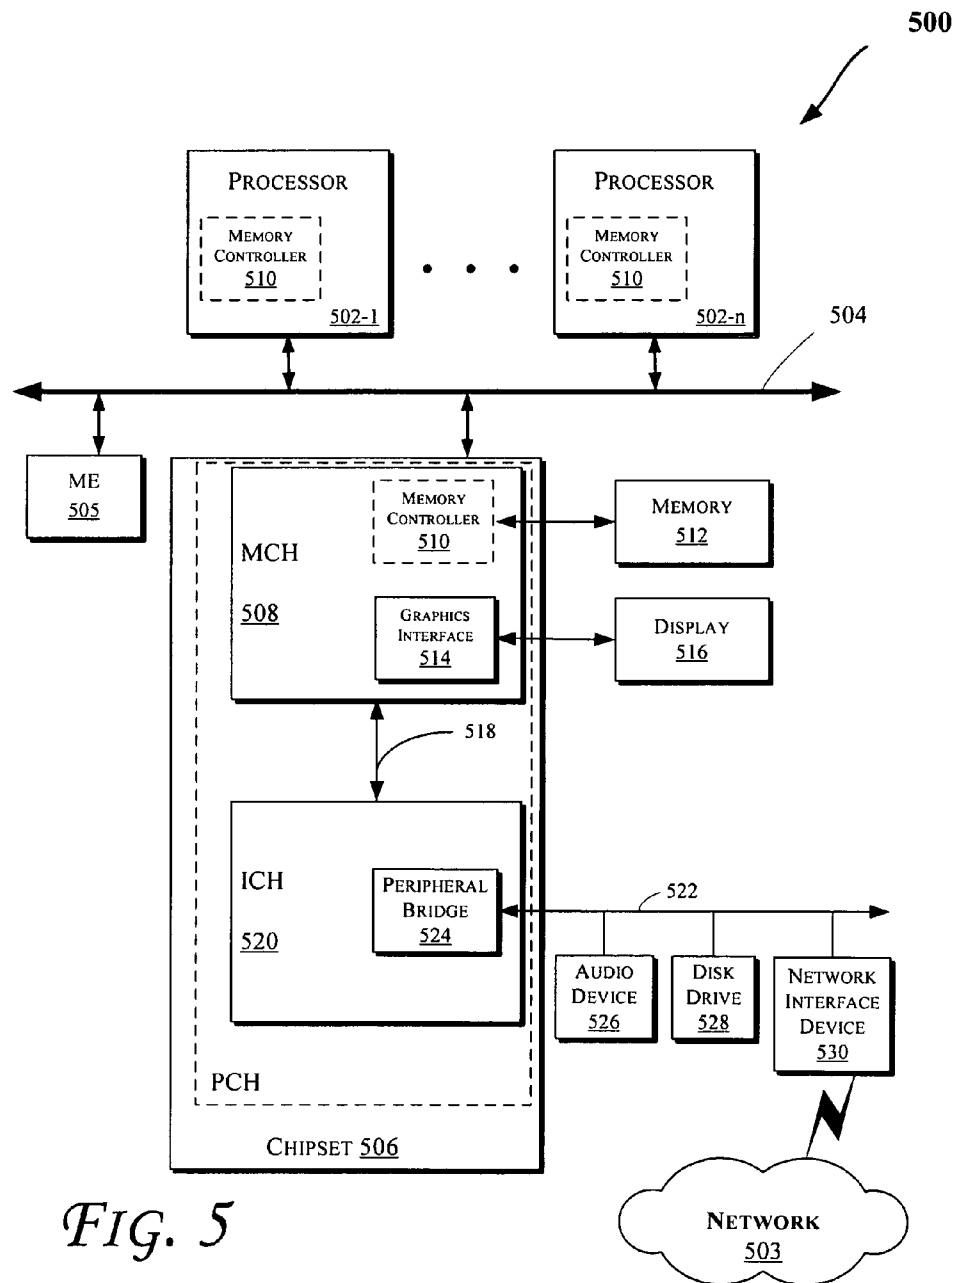 500
PROCESSOR
MEMORY
CONTROLLER
510
502-1
PROCESSOR
MEMORY
CONTROLLER
510
502-n
504
ME
505
MCH
508
MEMORY
CONTROLLER
510
GRAPHICS
INTERFACE
514
MEMORY
512
DISPLAY
516
518
ICH
520
PERIPHERAL
BRIDGE
524
522
AUDIO
DEVICE
526
DISK
DRIVE
528
NETWORK
INTERFACE
DEVICE
530
PCH
CHIPSET 506
NETWORK
503
FIG. 5